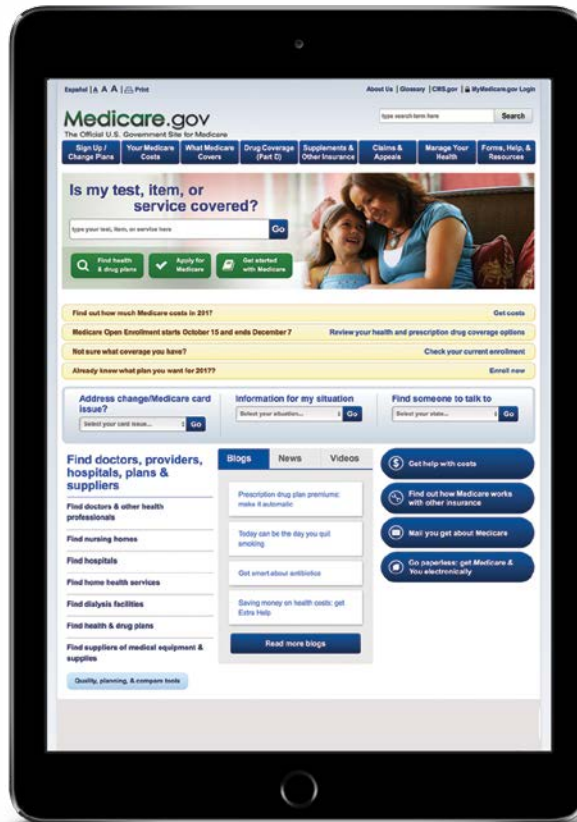 Español | A A A | Print
About Us | Glossary | CMS.gov | MyMedicare.gov Login
Medicare.gov
The Official U.S. Government Site for Medicare
type search term here
Search
Sign Up /
Change Plans
Your Medicare
Costs
What Medicare
Covers
Drug Coverage
(Part D)
Supplements &
Other Insurance
Claims &
Appeals
Manage Your
Health
Forms, Help, &
Resources
Is my test, item, or
service covered?
type your test, item, or service here
Go
Find health
& drug plans
Apply for
Medicare
Get started
with Medicare
Find out how much Medicare costs in 201?
Get costs
Medicare Open Enrollment starts October 15 and ends December 7
Review your health and prescription drug coverage options
Not sure what coverage you have?
Check your current enrollment
Already know what plan you want for 2017?
Enroll now
Address change/Medicare card
issue?
Select your card issue...
Go
Information for my situation
Select your situation...
Go
Find someone to talk to
Select your state...
Go
Find doctors, providers,
hospitals, plans &
suppliers
Find doctors & other health
professionals
Find nursing homes
Find hospitals
Find home health services
Find dialysis facilities
Find health & drug plans
Find suppliers of medical equipment &
supplies
Quality, planning, & compare tools
Blogs
News
Videos
Prescription drug plan premiums:
make it automatic
Today can be the day you quit
smoking
Get smart about antibiotics
Saving money on health costs: get
Extra Help
Read more blogs
Get help with costs
Find out how Medicare works
with other insurance
Mail you get about Medicare
Go paperless: get Medicare &
You electronically